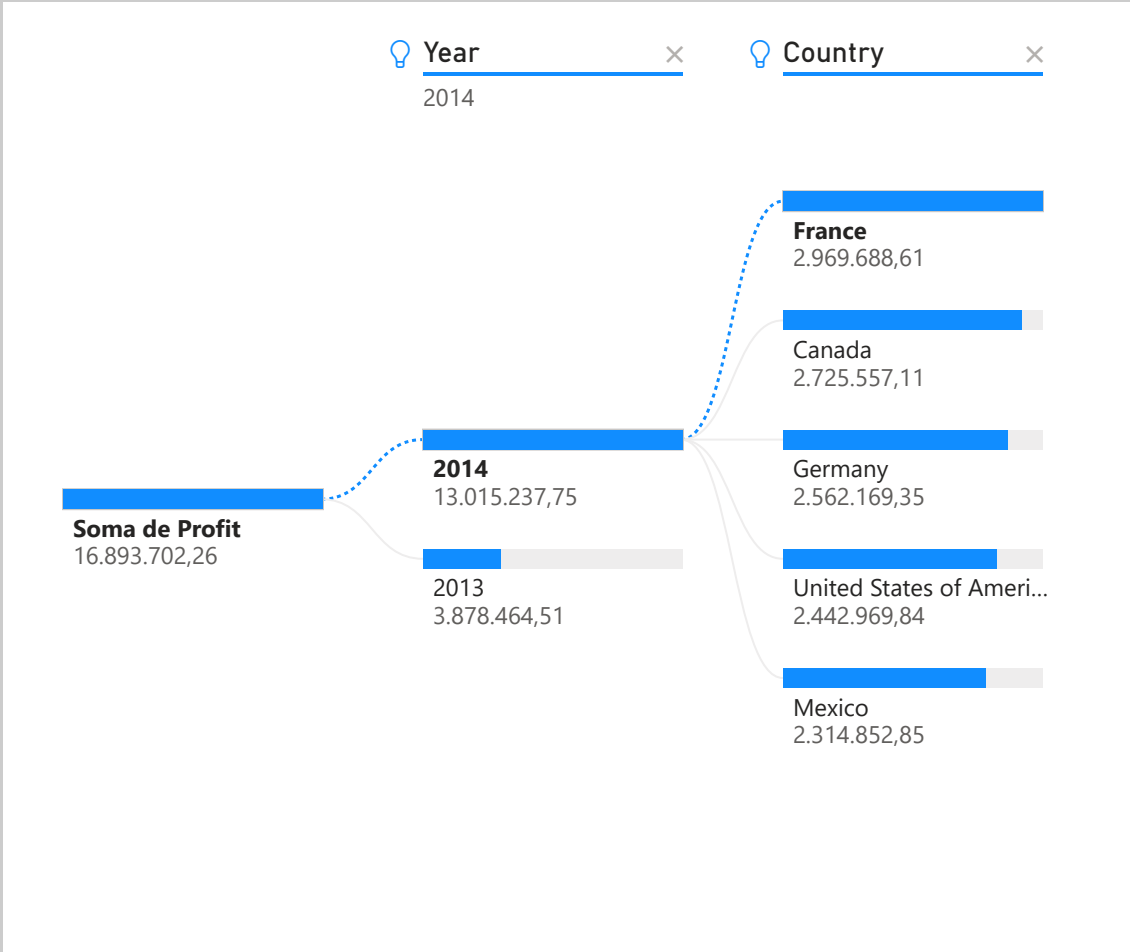 Year
2014
Country
France
2.969.688,61
Canada
2.725.557,11
2014
13.015.237,75
Germany
2.562.169,35
Soma de Profit
16.893.702,26
2013
3.878.464,51
United States of Ameri...
2.442.969,84
Mexico
2.314.852,85